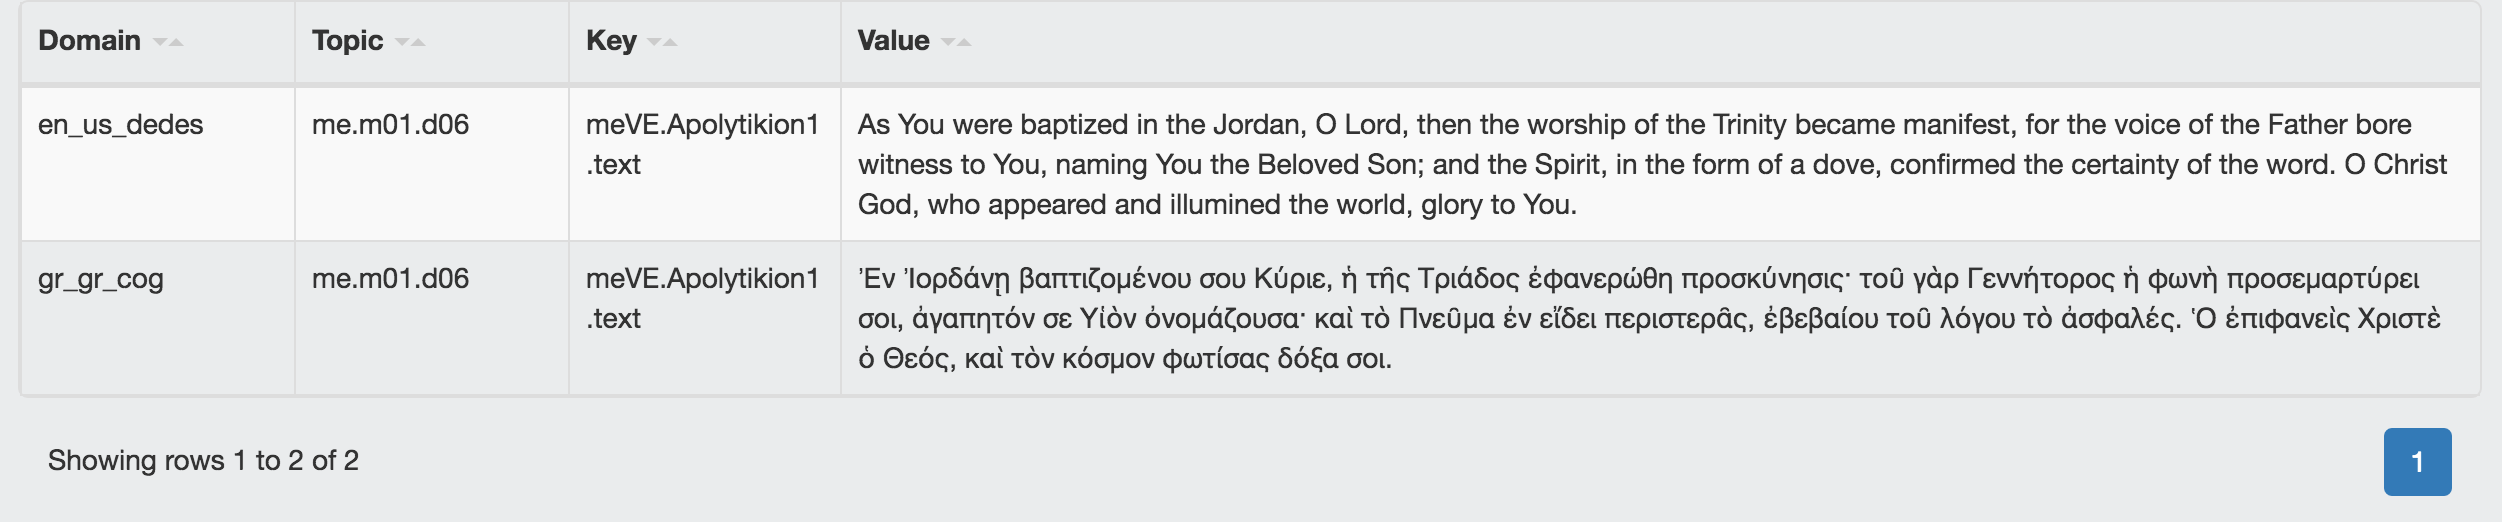 Domain Topic Key Value
en_us_dedes me.m01.d06 meVE.Apolytikion1 As You were baptized in the Jordan, O Lord, then the worship of the Trinity became manifest, for the voice of the Father bore
.text witness to You, naming You the Beloved Son; and the Spirit, in the form of a dove, confirmed the certainty of the word. O Christ
God, who appeared and illumined the world, glory to You.
gr_gr_cog me.m01.d06 meVE.Apolytikion1 Ἐν Ἰορδάνῃ βαπτιζομένου σου Κύριε, ἡ τῆς Τριάδος ἐφανερώθη προσκύνησις· τοῦ γὰρ Γεννήτορος ἡ φωνὴ προσεμαρτύρει
.text σοι, ἀγαπητόν σε Υἱὸν ὀνομάζουσα· καὶ τὸ Πνεῦμα ἐν εἴδει περιστερᾶς, ἐβεβαίου τοῦ λόγου τὸ ἀσφαλές. Ὁ ἐπιφανεὶς Χριστὲ
ὁ Θεός, καὶ τὸν κόσμον φωτίσας δόξα σοι.
Showing rows 1 to 2 of 2 1